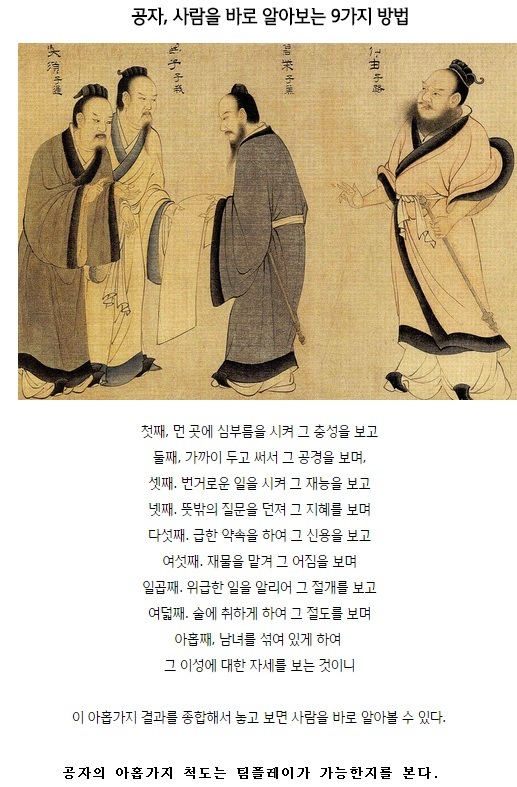 공자, 사람을 바로 알아보는 9가지 방법
仲由
子路
첫째, 먼 곳에 심부름을 시켜 그 충성을 보고
둘째, 가까이 두고 써서 그 공경을 보며,
셋째. 번거로운 일을 시켜 그 재능을 보고
넷째. 뜻밖의 질문을 던져 그 지혜를 보며
다섯째. 급한 약속을 하여 그 신용을 보고
여섯째. 재물을 맡겨 그 어짐을 보며
일곱째. 위급한 일을 알리어 그 절개를 보고
여덟째. 술에 취하게 하여 그 절도를 보며
아홉째, 남녀를 섞여 있게 하여
그 이성에 대한 자세를 보는 것이니
이 아홉가지 결과를 종합해서 놓고 보면 사람을 바로 알아볼 수 있다.
공자의 아홉가지 척도는 팀플레이가 가능한지를 본다.